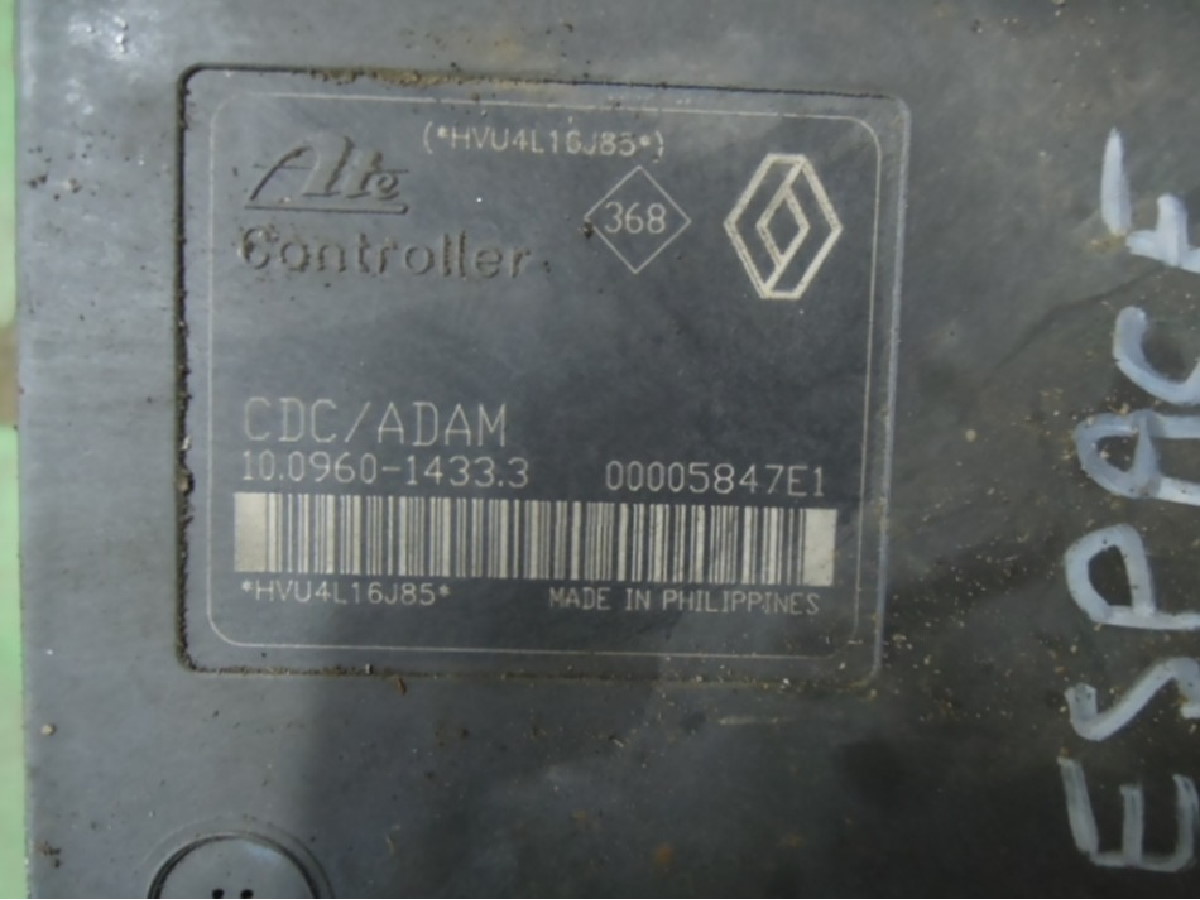 (*HVU4L16J85*)
Ate
Controller
368
CDC/ADAM
10.0960-1433.3 00005847E1
*HVU4L16J85*
MADE IN PHILIPPINES
ESPACE